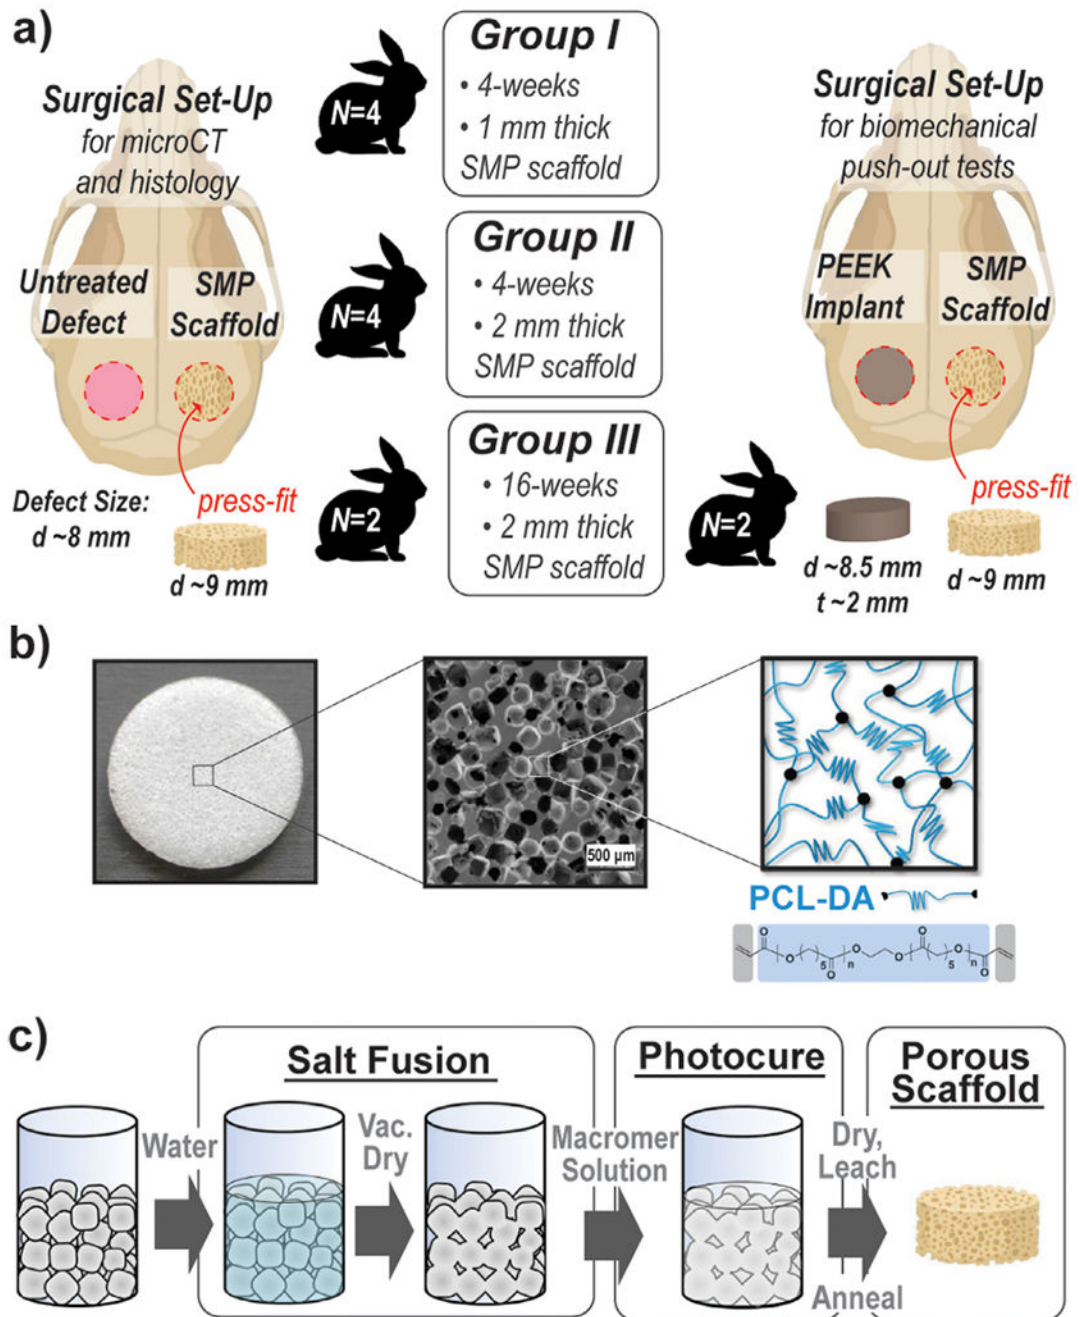 a)
Surgical Set-Up
for microCT
and histology
Untreated
Defect
SMP
Scaffold
press-fit
Defect Size:
d ~8 mm
d ~9 mm
N=4
Group I
• 4-weeks
• 1 mm thick
SMP scaffold
N=4
Group II
• 4-weeks
• 2 mm thick
SMP scaffold
N=2
Group III
• 16-weeks
• 2 mm thick
SMP scaffold
N=2
Surgical Set-Up
for biomechanical
push-out tests
PEEK
Implant
SMP
Scaffold
press-fit
d ~8.5 mm
t ~2 mm
d ~9 mm
b)
500 µm
PCL-DA
O
O
O
5
O
n
O
O
O
5
O
n
O
c)
Water
Salt Fusion
Vac.
Dry
Macromer
Solution
Photocure
Dry,
Leach
Anneal
Porous
Scaffold